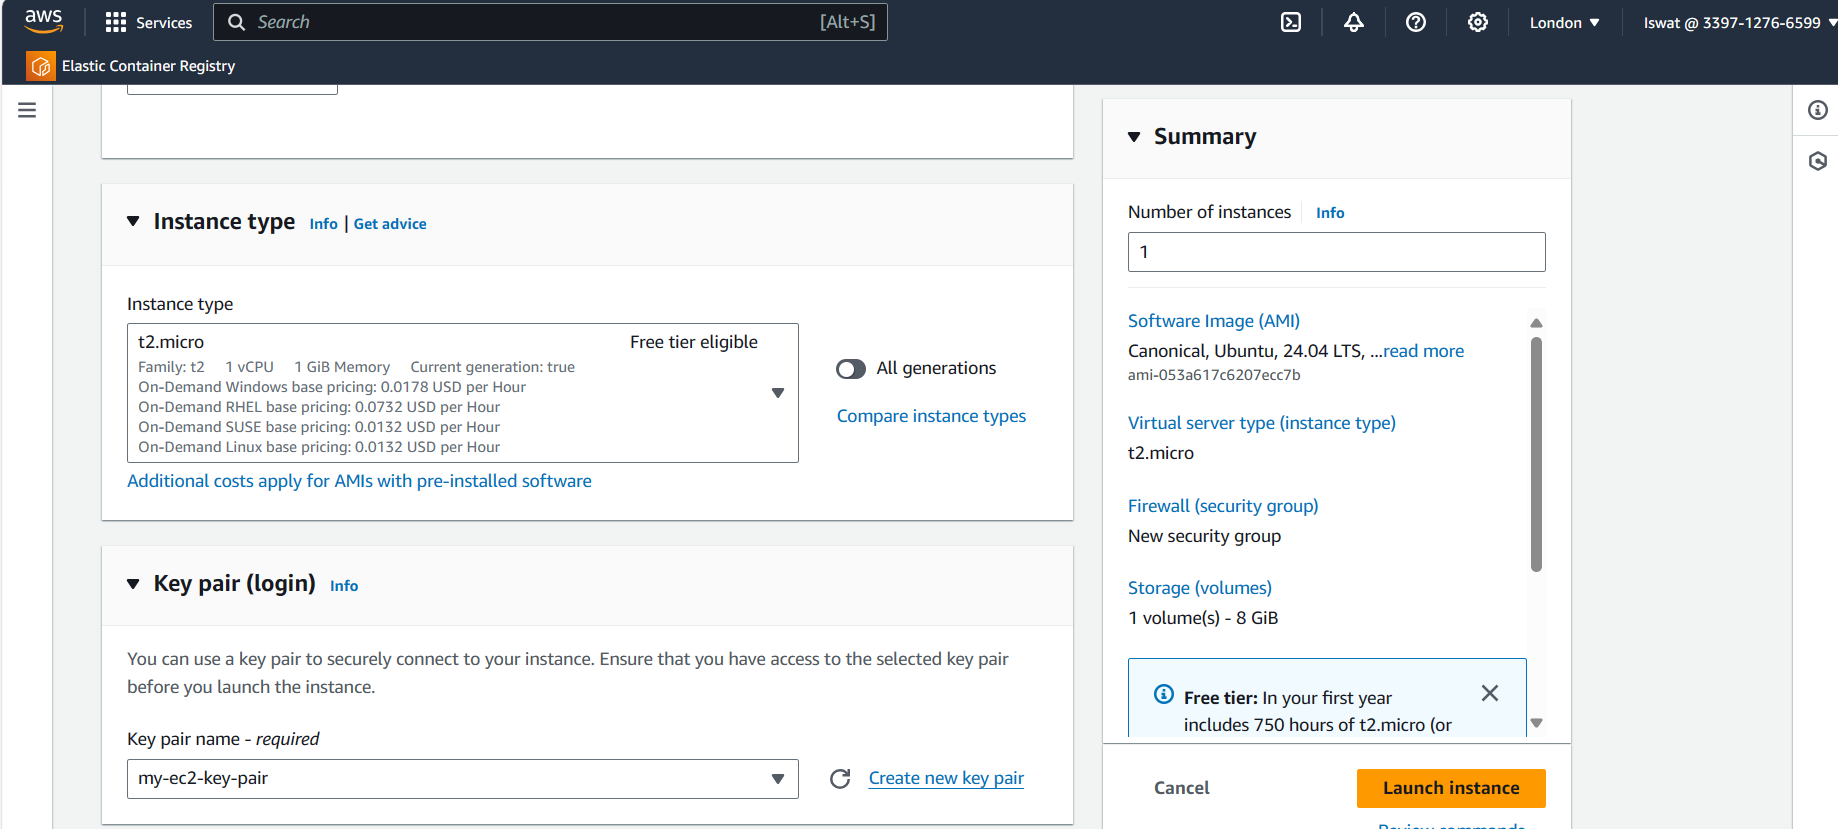 aws
Services
Search
[Alt+S]
London
Iswat @ 3397-1276-6599
Elastic Container Registry
Instance type
Info | Get advice
Instance type
t2.micro
Free tier eligible
Family: t2 1 vCPU 1 GiB Memory Current generation: true
On-Demand Windows base pricing: 0.0178 USD per Hour
On-Demand RHEL base pricing: 0.0732 USD per Hour
On-Demand SUSE base pricing: 0.0132 USD per Hour
On-Demand Linux base pricing: 0.0132 USD per Hour
All generations
Compare instance types
Additional costs apply for AMIs with pre-installed software
Key pair (login)
Info
You can use a key pair to securely connect to your instance. Ensure that you have access to the selected key pair
before you launch the instance.
Key pair name - required
my-ec2-key-pair
Create new key pair
Summary
Number of instances
Info
1
Software Image (AMI)
Canonical, Ubuntu, 24.04 LTS, ...read more
ami-053a617c6207ecc7b
Virtual server type (instance type)
t2.micro
Firewall (security group)
New security group
Storage (volumes)
1 volume(s) - 8 GiB
Free tier: In your first year
includes 750 hours of t2.micro (or
Cancel
Launch instance
Review commands